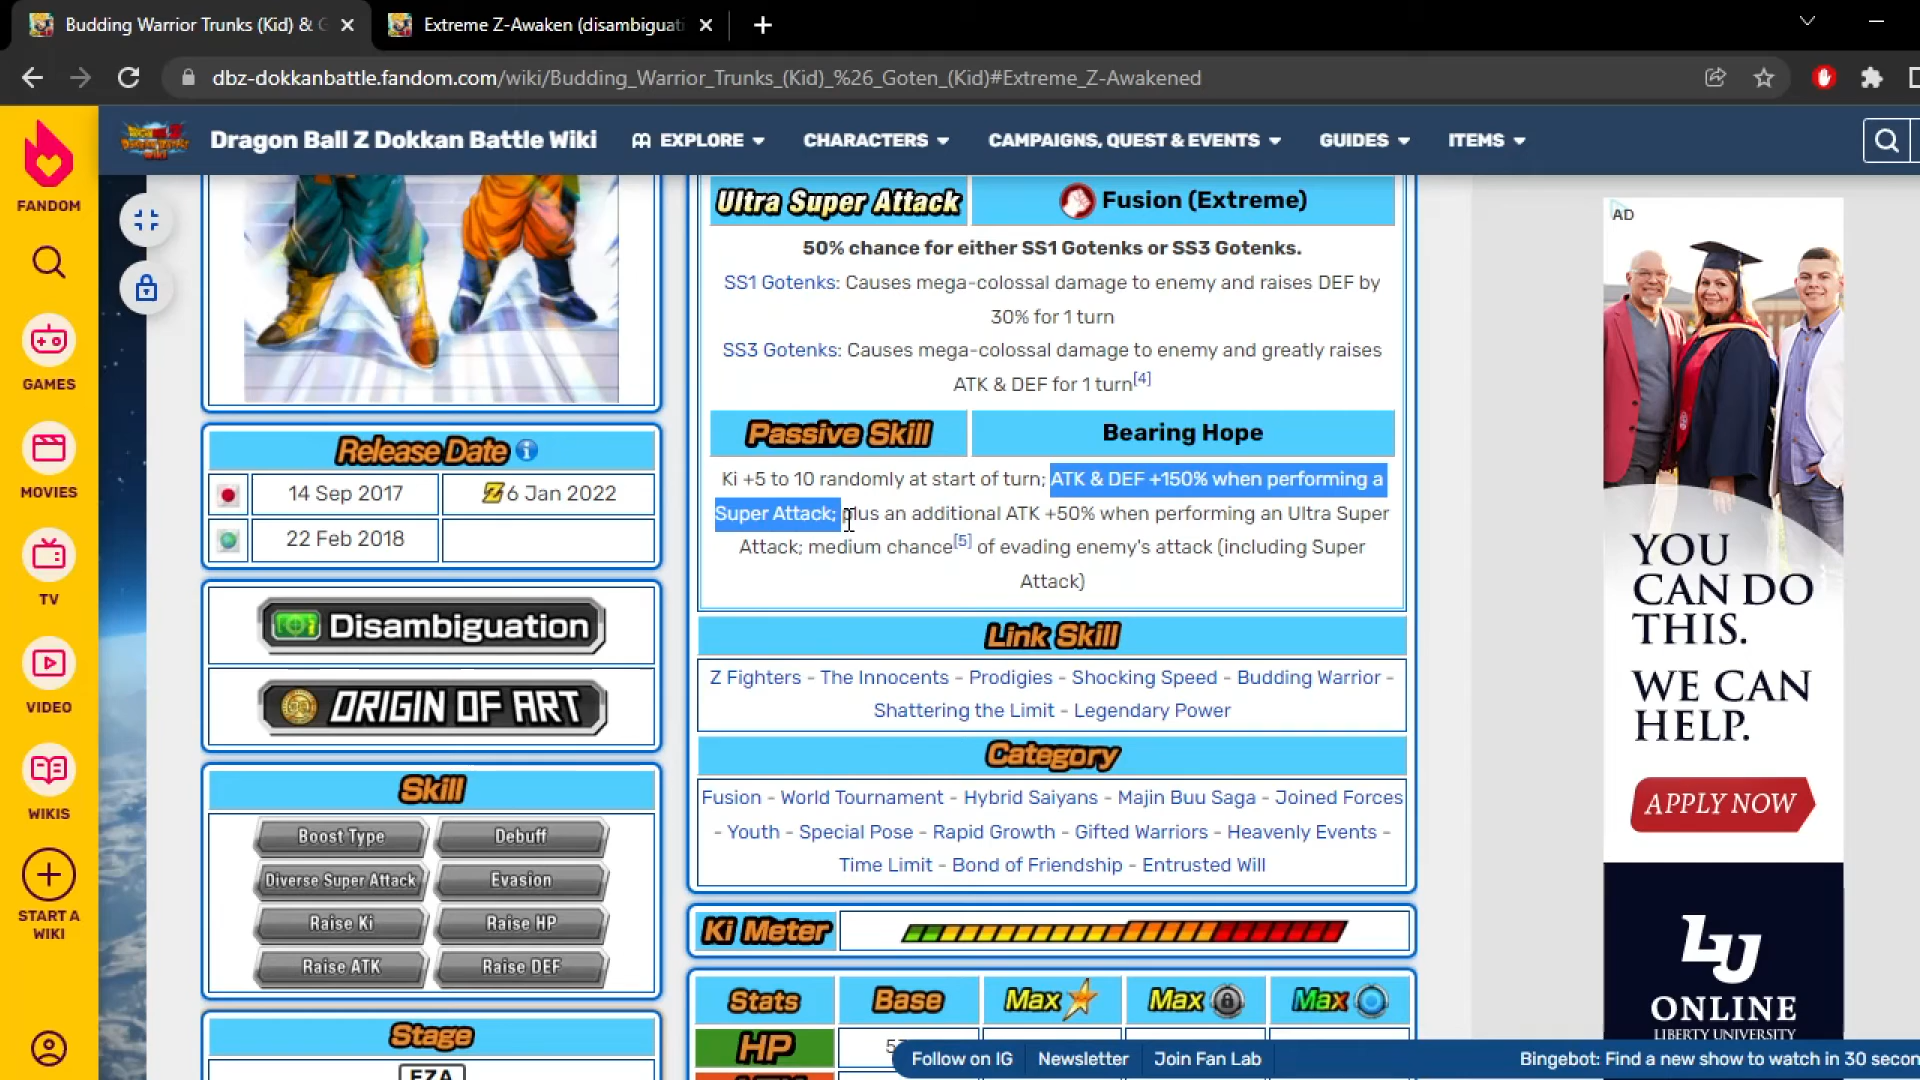 Budding Warrior Trunks (Kid) & G
Extreme Z-Awaken (disambiguati
dbz-dokkanbattle.fandom.com/wiki/Budding_Warrior_Trunks_(Kid)_%26_Goten_(Kid)#Extreme_Z-Awakened
Dragon Ball Z Dokkan Battle Wiki
EXPLORE
CHARACTERS
CAMPAIGNS, QUEST & EVENTS
GUIDES
ITEMS
FANDOM
GAMES
MOVIES
TV
VIDEO
WIKIS
START A
WIKI
Release Date
14 Sep 2017
6 Jan 2022
22 Feb 2018
Disambiguation
ORIGIN OF ART
Skill
Boost Type
Debuff
Diverse Super Attack
Evasion
Raise Ki
Raise HP
Raise ATK
Raise DEF
Stage
EZA
Ultra Super Attack
Fusion (Extreme)
50% chance for either SS1 Gotenks or SS3 Gotenks.
SS1 Gotenks: Causes mega-colossal damage to enemy and raises DEF by
30% for 1 turn
SS3 Gotenks: Causes mega-colossal damage to enemy and greatly raises
ATK & DEF for 1 turn[4]
Passive Skill
Bearing Hope
Ki +5 to 10 randomly at start of turn; ATK & DEF +150% when performing a
Super Attack; plus an additional ATK +50% when performing an Ultra Super
Attack; medium chance[5] of evading enemy's attack (including Super
Attack)
Link Skill
Z Fighters - The Innocents - Prodigies - Shocking Speed - Budding Warrior -
Shattering the Limit - Legendary Power
Category
Fusion - World Tournament - Hybrid Saiyans - Majin Buu Saga - Joined Forces
- Youth - Special Pose - Rapid Growth - Gifted Warriors - Heavenly Events -
Time Limit - Bond of Friendship - Entrusted Will
Ki Meter
Stats
Base
Max
Max
Max
HP
AD
YOU
CAN DO
THIS.
WE CAN
HELP.
APPLY NOW
LU
ONLINE
LIBERTY UNIVERSITY
Follow on IG
Newsletter
Join Fan Lab
Bingebot: Find a new show to watch in 30 secon